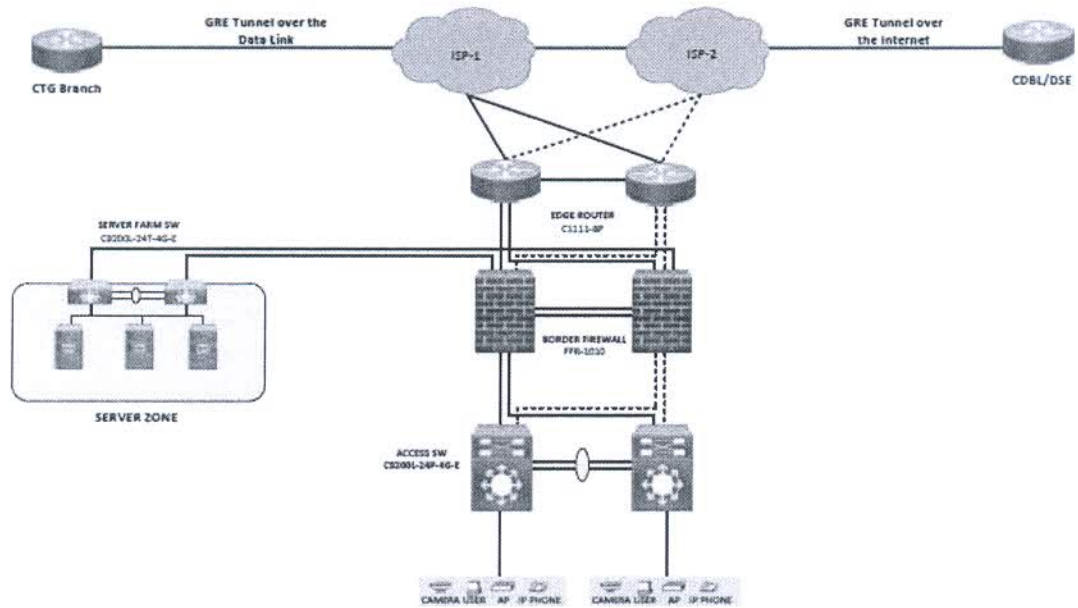 GRE Tunnel over the
Data Link
GRE Tunnel over
the Internet
ISP-1
ISP-2
CTG Branch
CDBL/DSE
EDGE ROUTER
C1111-8P
SERVER FARM SW
C9200L-24T-4G-E
BORDER FIREWALL
FPR-1010
SERVER ZONE
ACCESS SW
C9200L-24P-4G-E
CAMERA USER AP IP PHONE
CAMERA USER AP IP PHONE